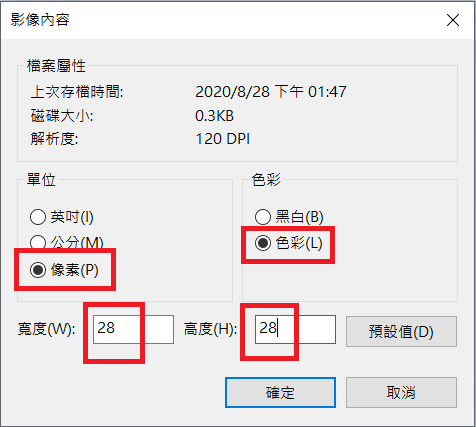 影像內容
檔案屬性
上次存檔時間: 2020/8/28 下午 01:47
磁碟大小: 0.3KB
解析度: 120 DPI
單位
英吋(I)
公分(M)
像素(P)
色彩
黑白(B)
色彩(L)
寬度(W): 28 高度(H): 28 預設值(D)
確定 取消